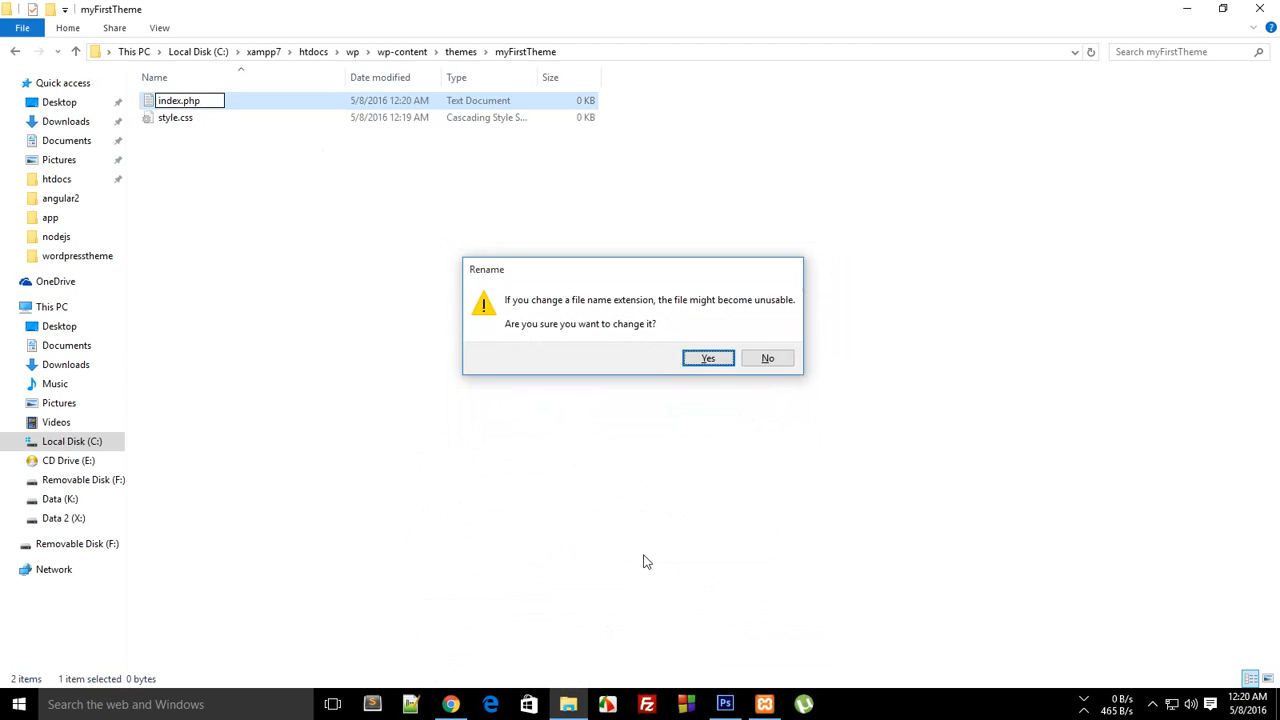 myFirstTheme
File Home Share View
This PC Local Disk (C:) xampp7 htdocs wp wp-content themes myFirstTheme
Search myFirstTheme
Name Date modified Type Size
index.php 5/8/2016 12:20 AM Text Document 0 KB
style.css 5/8/2016 12:19 AM Cascading Style S... 0 KB
Quick access
Desktop
Downloads
Documents
Pictures
htdocs
angular2
app
nodejs
wordpresstheme
OneDrive
This PC
Desktop
Documents
Downloads
Music
Pictures
Videos
Local Disk (C:)
CD Drive (E:)
Removable Disk (F:)
Data (K:)
Data 2 (X:)
Removable Disk (F:)
Network
Rename
If you change a file name extension, the file might become unusable.
Are you sure you want to change it?
Yes No
2 items 1 item selected 0 bytes
Search the web and Windows
Ps
0 B/s
465 B/s
12:20 AM
5/8/2016